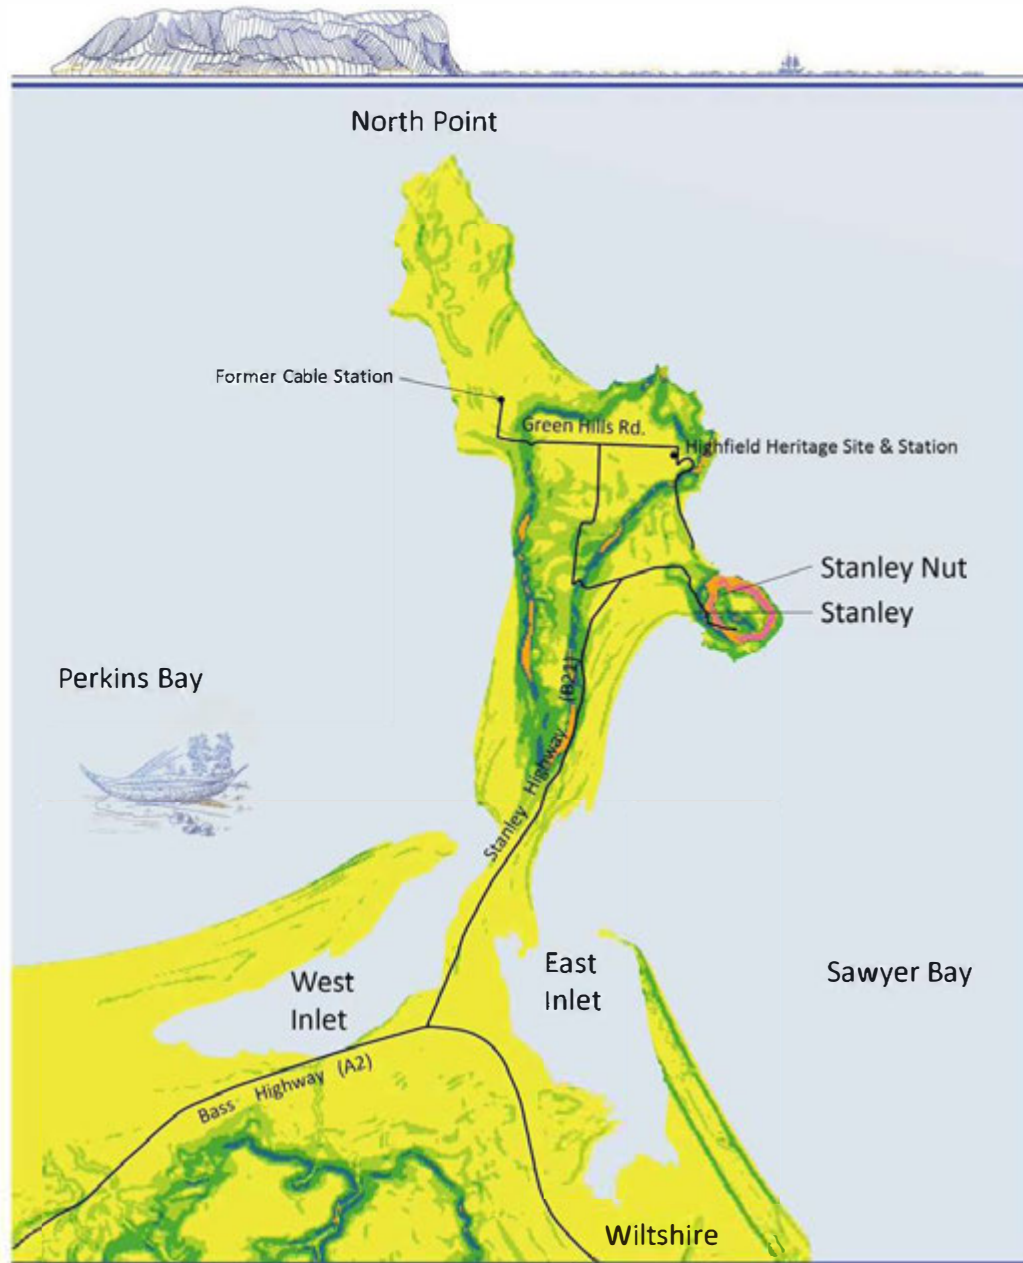 North Point
Former Cable Station
Green Hills Rd.
Highfield Heritage Site & Station
Stanley Nut
Stanley
Perkins Bay
Stanley Highway (B21)
West
Inlet
East
Inlet
Sawyer Bay
Bass Highway (A2)
Wiltshire